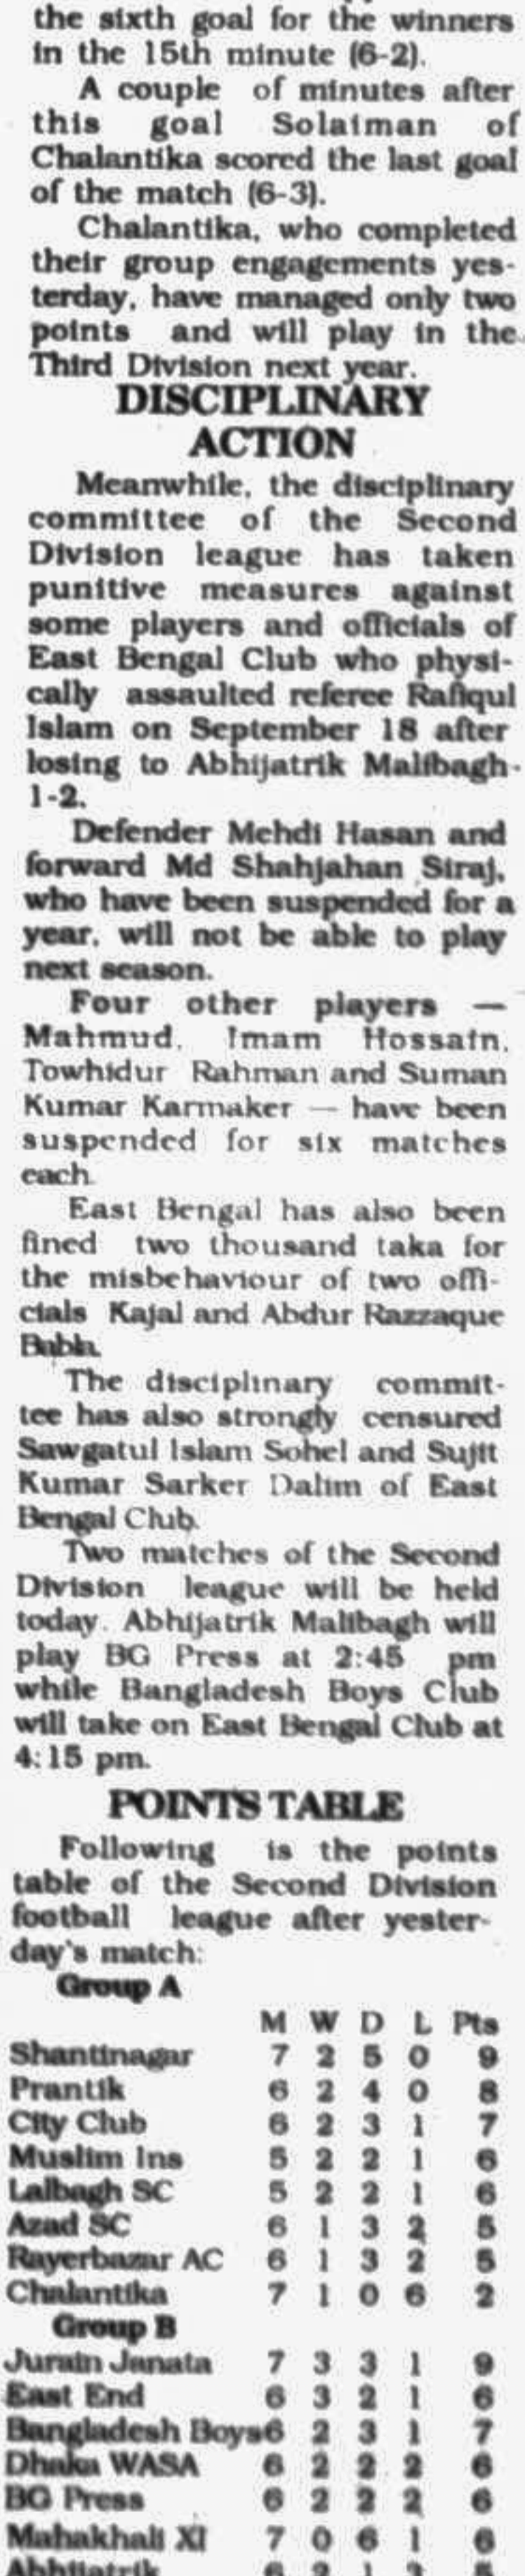 the sixth goal for the winners
in the 15th minute (6-2).
A couple of minutes after
this goal Solaiman of
Chalantika scored the last goal
of the match (6-3).
Chalantika, who completed
their group engagements yes-
terday, have managed only two
points and will play in the
Third Division next year.
DISCIPLINARY
ACTION
Meanwhile, the disciplinary
committee of the Second
Division league has taken
punitive measures against
some players and officials of
East Bengal Club who physi-
cally assaulted referee Rafiqul
Islam on September 18 after
losing to Abhijatrik Malibagh
1-2.
Defender Mehdi Hasan and
forward Md Shahjahan Siraj,
who have been suspended for a
year, will not be able to play
next season.
Four other players —
Mahmud, Imam Hossain,
Towhidur Rahman and Suman
Kumar Karmaker — have been
suspended for six matches
each.
East Bengal has also been
fined two thousand taka for
the misbehaviour of two offi-
cials Kajal and Abdur Razzaque
Babla.
The disciplinary commit-
tee has also strongly censured
Sawgatul Islam Sohel and Sujit
Kumar Sarker Dalim of East
Bengal Club.
Two matches of the Second
Division league will be held
today. Abhijatrik Malibagh will
play BG Press at 2:45 pm
while Bangladesh Boys Club
will take on East Bengal Club at
4:15 pm.
POINTS TABLE
Following is the points
table of the Second Division
football league after yester-
day's match:
Group A
M W D L Pts
Shantinagar 7 2 5 0 9
Prantik 6 2 4 0 8
City Club 6 2 3 1 7
Muslim Ins 5 2 2 1 6
Lalbagh SC 5 2 2 1 6
Azad SC 6 1 3 2 5
Rayerbazar AC 6 1 3 2 5
Chalantika 7 1 0 6 2
Group B
Jurain Janata 7 3 3 1 9
East End 6 3 2 1 6
Bangladesh Boys 6 2 3 1 7
Dhaka WASA 6 2 2 2 6
BG Press 6 2 2 2 6
Mahakhali XI 7 0 6 1 6
Abhijatrik 6 2 1 3 5